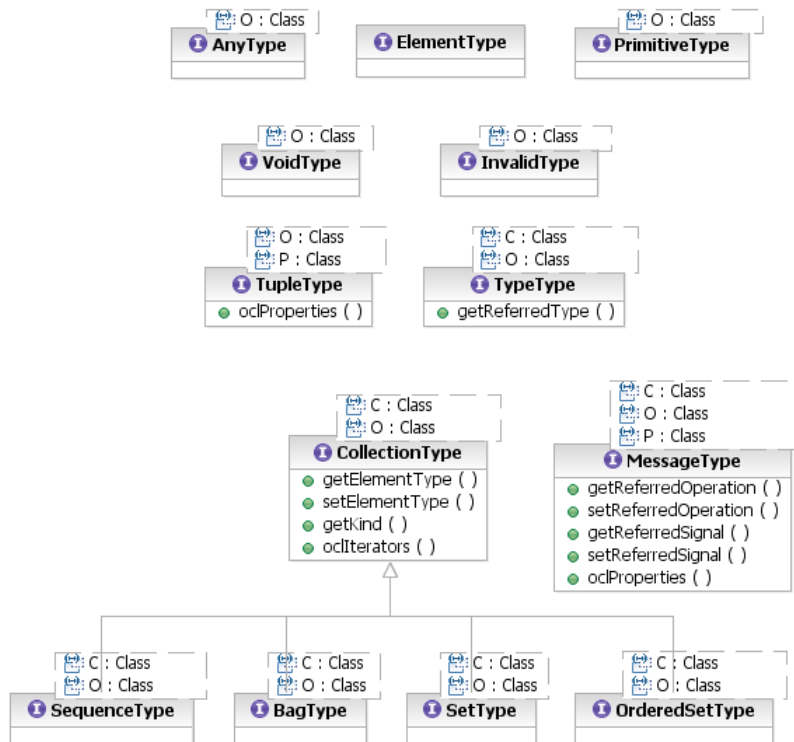 O : Class
AnyType
ElementType
O : Class
PrimitiveType
O : Class
VoidType
O : Class
InvalidType
O : Class
P : Class
TupleType
oclProperties ( )
C : Class
O : Class
TypeType
getReferredType ( )
C : Class
O : Class
CollectionType
getElementType ( )
setElementType ( )
getKind ( )
oclIterators ( )
C : Class
O : Class
P : Class
MessageType
getReferredOperation ( )
setReferredOperation ( )
getReferredSignal ( )
setReferredSignal ( )
oclProperties ( )
C : Class
O : Class
SequenceType
C : Class
O : Class
BagType
C : Class
O : Class
SetType
C : Class
O : Class
OrderedSetType